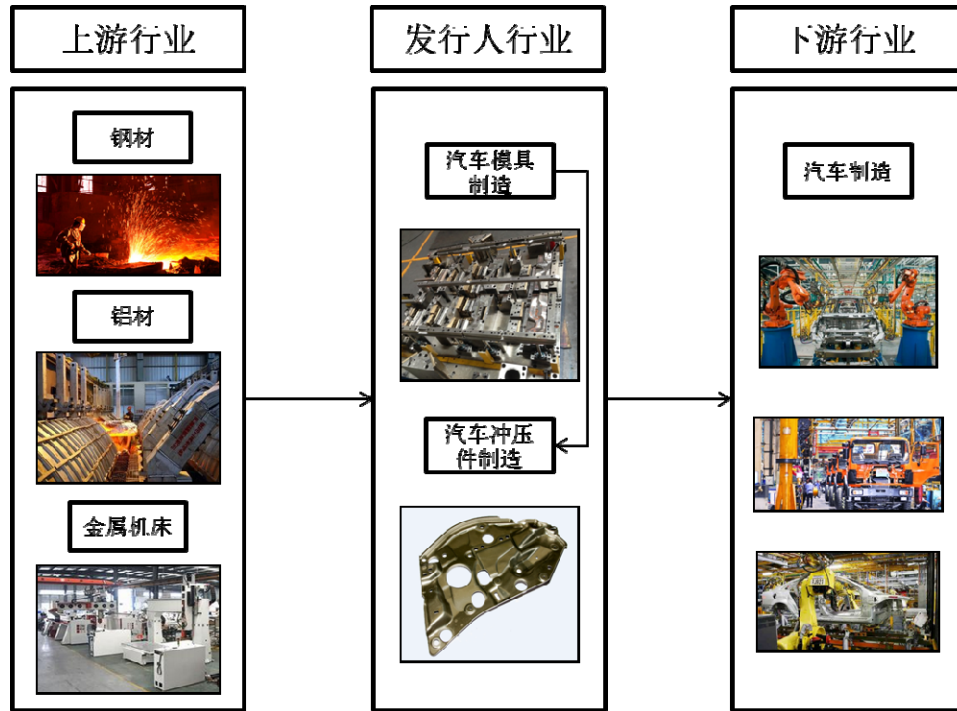 上游行业
发行人行业
下游行业
钢材
铝材
金属机床
汽车模具
制造
汽车冲压
件制造
汽车制造